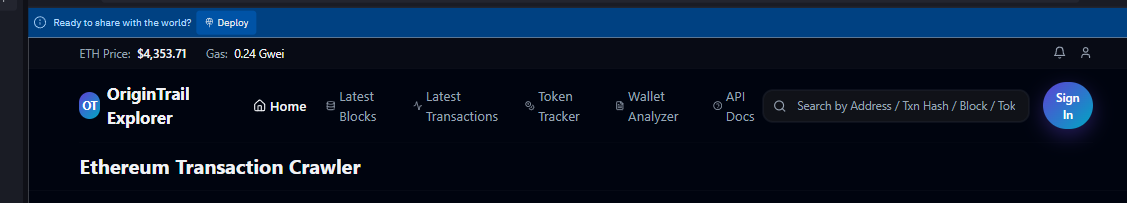 Ready to share with the world? Deploy
ETH Price: $4,353.71 Gas: 0.24 Gwei
OT
OriginTrail
Explorer
Home
Latest
Blocks
Latest
Transactions
Token
Tracker
Wallet
Analyzer
API
Docs
Search by Address / Txn Hash / Block / Tok
Sign
In
Ethereum Transaction Crawler